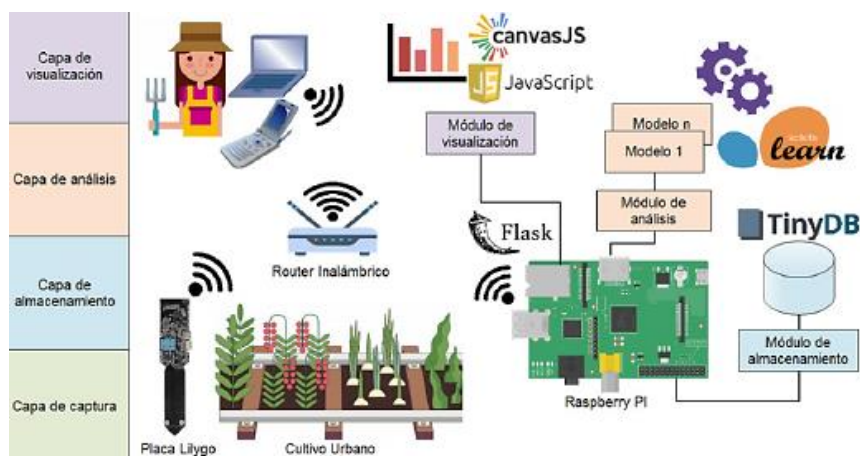 Capa de
visualización
Capa de análisis
Capa de
almacenamiento
Capa de captura
canvasJS
JS JavaScript
Módulo de
visualización
Modelo n
Modelo 1
learn
Módulo de
análisis
Flask
TinyDB
Router Inalámbrico
Módulo de
almacenamiento
Raspberry PI
Placa Lilygo
Cultivo Urbano